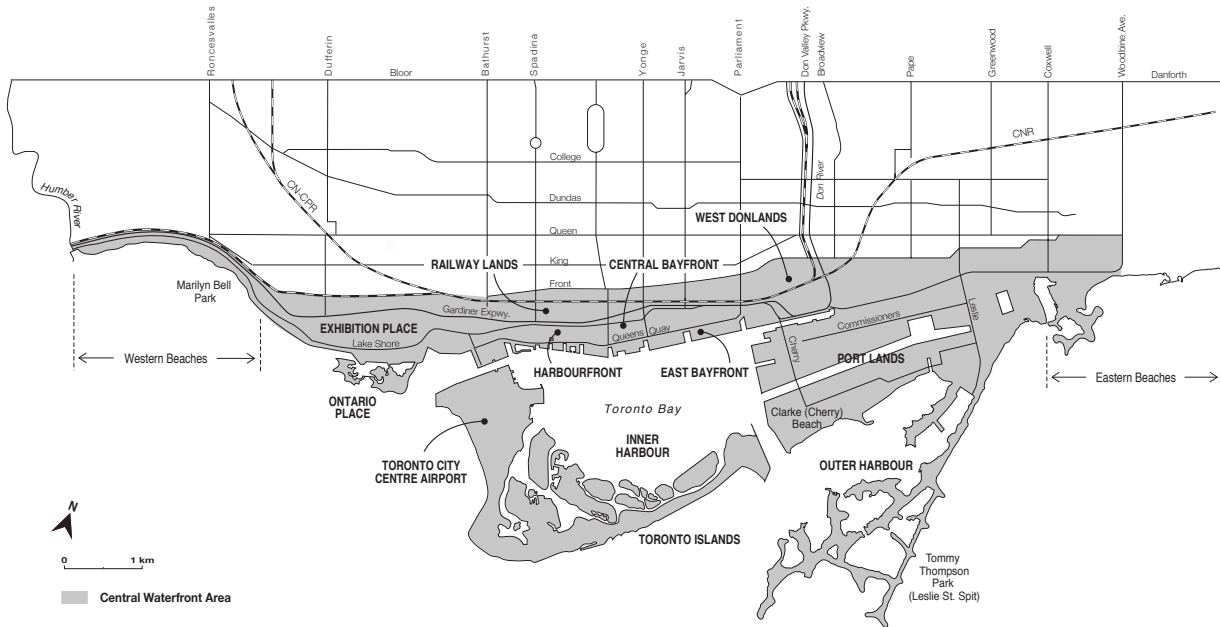 Roncesvalles
Dufferin
Bathurst
Spadina
Yonge
Jarvis
Parliament
Don Valley Pkwy.
Broadview
Pape
Greenwood
Coxwell
Woodbine Ave.
Bloor
Danforth
CNR
College
Humber River
CN-CPR
Don River
Dundas
WEST DONLANDS
Queen
King
RAILWAY LANDS
CENTRAL BAYFRONT
Front
Marilyn Bell
Park
Gardiner Expwy.
EXHIBITION PLACE
Lake Shore
Queens Quay
Cherry
Commissioners
Leslie
PORT LANDS
Western Beaches
HARBOURFRONT
EAST BAYFRONT
Eastern Beaches
ONTARIO
PLACE
Toronto Bay
Clarke (Cherry)
Beach
INNER
HARBOUR
TORONTO CITY
CENTRE AIRPORT
OUTER HARBOUR
TORONTO ISLANDS
Tommy
Thompson
Park
(Leslie St. Spit)
N
0 1 km
Central Waterfront Area